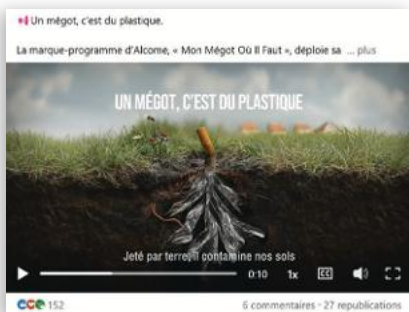 Un mégot, c'est du plastique.
La marque-programme d'Alcome, « Mon Mégot Où Il Faut », déploie sa ... plus
UN MÉGOT, C'EST DU PLASTIQUE
Jeté par terre, il contamine nos sols
0:10 1x CC
152 6 commentaires · 27 republications